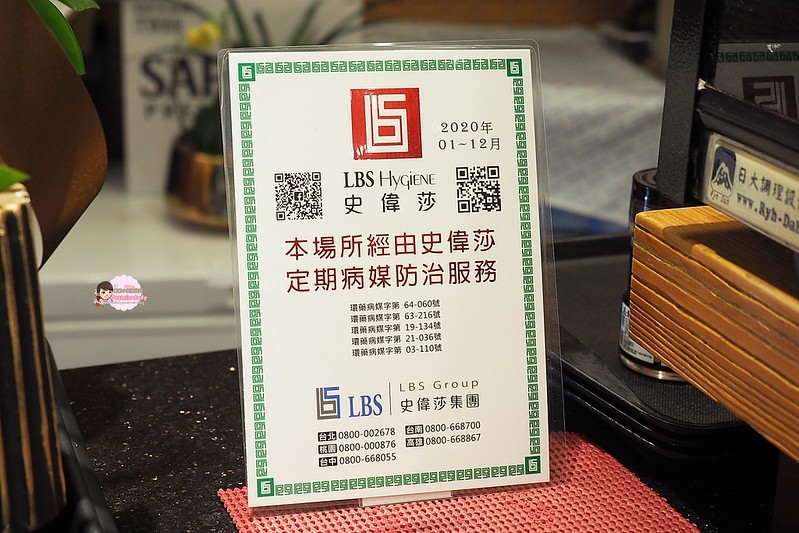 2020年
01~12月
LBS HYGIENE
史偉莎
本場所經由史偉莎
定期病媒防治服務
環藥病媒字第 64-060號
環藥病媒字第 63-216號
環藥病媒字第 19-134號
環藥病媒字第 21-036號
環藥病媒字第 03-110號
LBS
LBS Group
史偉莎集團
台北 0800-002678 台南 0800-668700
桃園 0800-000876 高雄 0800-668867
台中 0800-668055
日大調理
www.Ryh-Da